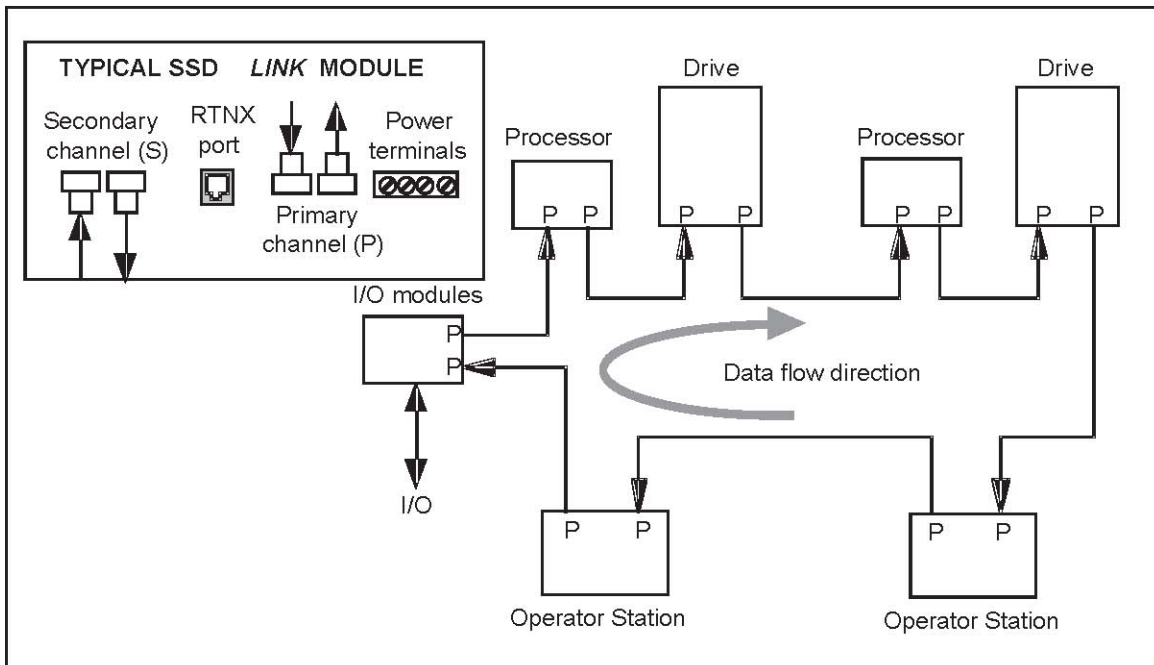 TYPICAL SSD LINK MODULE
Secondary
channel (S)
RTNX
port
Power
terminals
Primary
channel (P)
Drive
Drive
Processor
Processor
P P
P P
P P
P P
I/O modules
P
P
Data flow direction
I/O
P P
P P
Operator Station
Operator Station